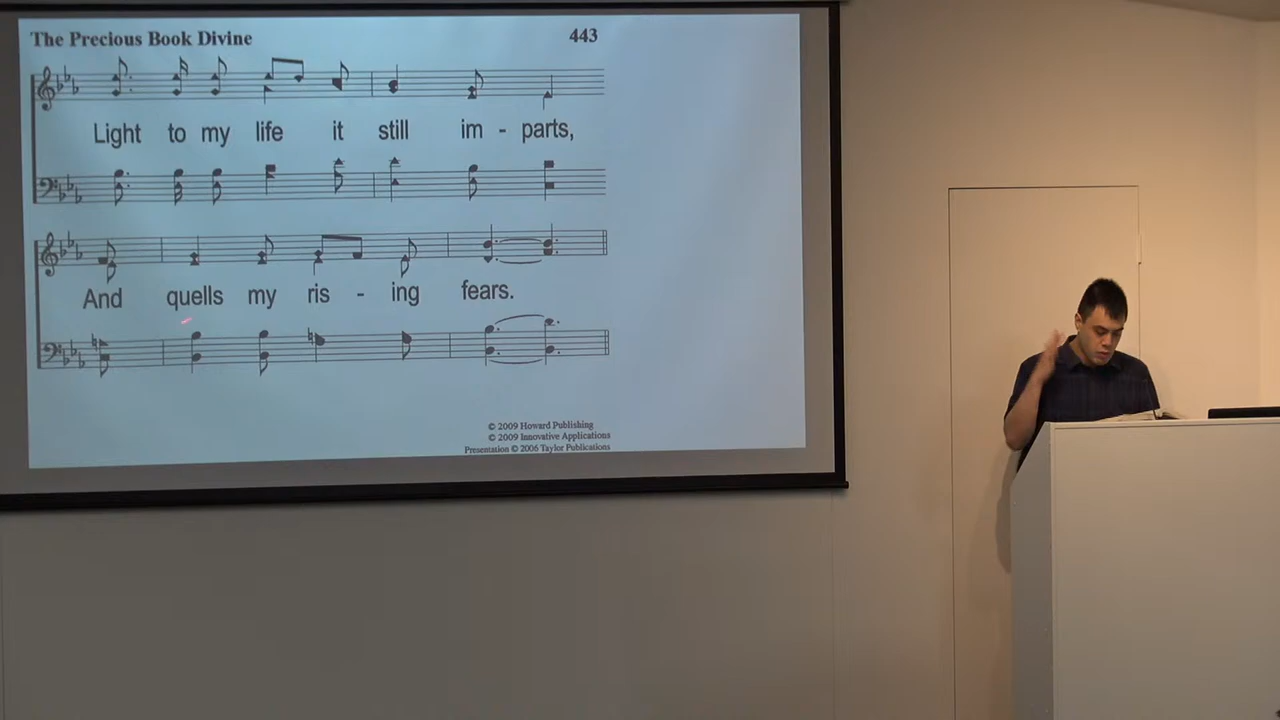 The Precious Book Divine 443
Light to my life it still im - parts,
And quells my ris - ing fears.
© 2009 Howard Publishing
© 2009 Innovative Applications
Presentation © 2006 Taylor Publications